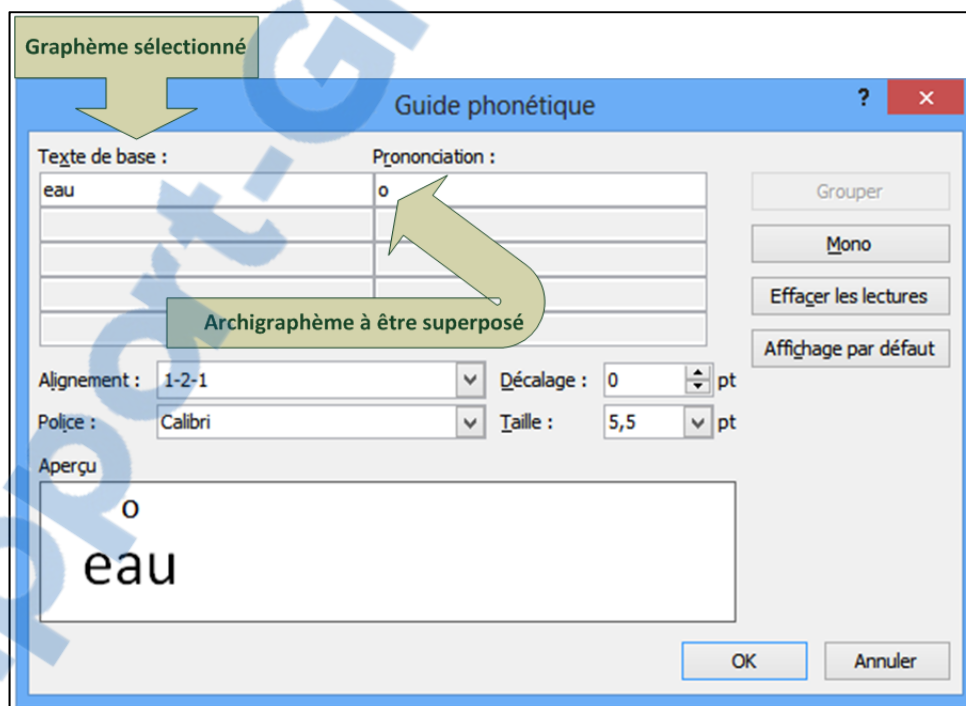 Graphème sélectionné
Guide phonétique
?
Texte de base :
Prononciation :
eau
o
Grouper
Mono
Effacer les lectures
Archigraphème à être superposé
Affichage par défaut
Alignement : 1-2-1 Décalage : 0 pt
Police : Calibri Taille : 5,5 pt
Aperçu
o
eau
OK Annuler